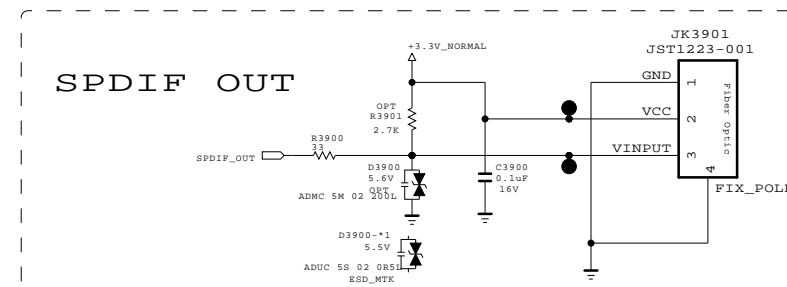 JK3901
JST1223-001
+3.3V_NORMAL
SPDIF OUT
GND
1
VCC
2
VINPUT
3
4
Fiber Optic
FIX_POL
OPT
R3901
2.7K
R3900
33
SPDIF_OUT
D3900
5.6V
OPT
ADMC 5M 02 200L
C3900
0.1uF
16V
D3900-*1
5.5V
ADUC 5S 02 0R5L
ESD_MTK